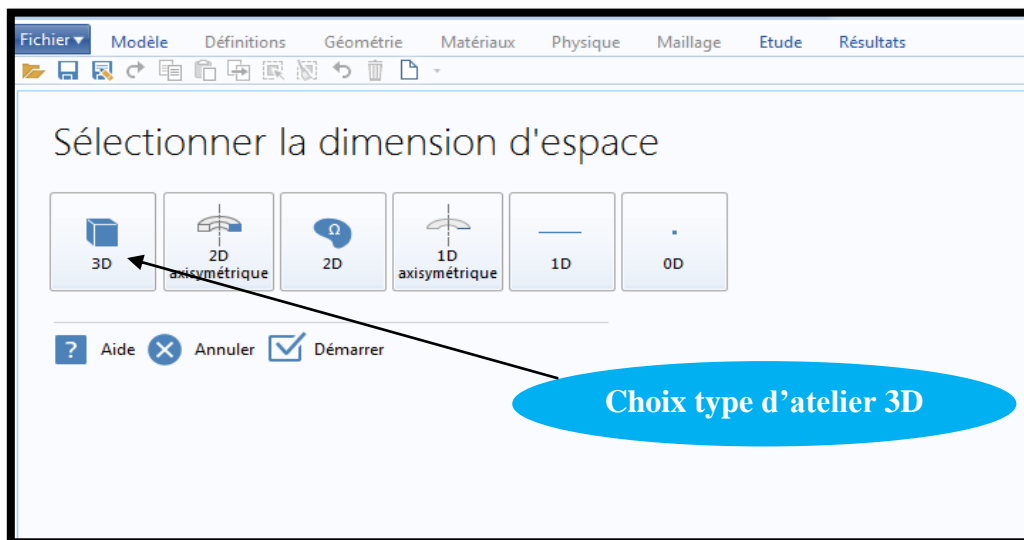 Fichier Modèle Définitions Géométrie Matériaux Physique Maillage Etude Résultats
Sélectionner la dimension d'espace
3D
2D axisymétrique
Ω
2D
1D axisymétrique
1D
0D
? Aide Annuler Démarrer
Choix type d’atelier 3D